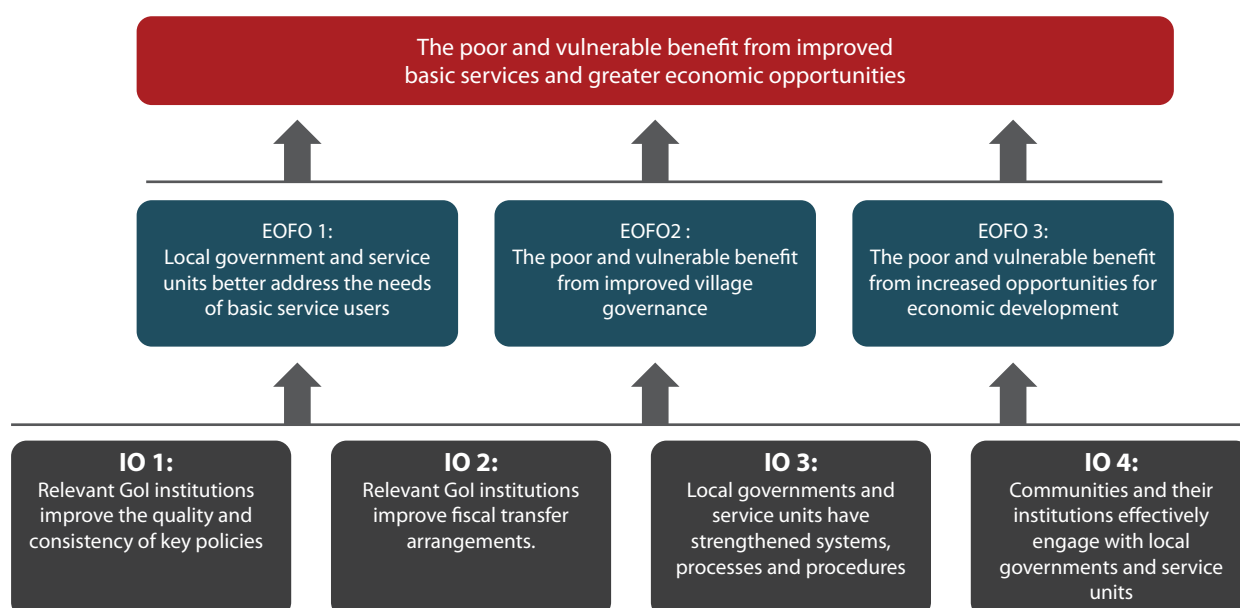 The poor and vulnerable benefit from improved
basic services and greater economic opportunities
EOFO 1:
Local government and service
units better address the needs
of basic service users
EOFO2 :
The poor and vulnerable benefit
from improved village
governance
EOFO 3:
The poor and vulnerable benefit
from increased opportunities for
economic development
IO 1:
Relevant GoI institutions
improve the quality and
consistency of key policies
IO 2:
Relevant GoI institutions
improve fiscal transfer
arrangements.
IO 3:
Local governments and
service units have
strengthened systems,
processes and procedures
IO 4:
Communities and their
institutions effectively
engage with local
governments and service
units